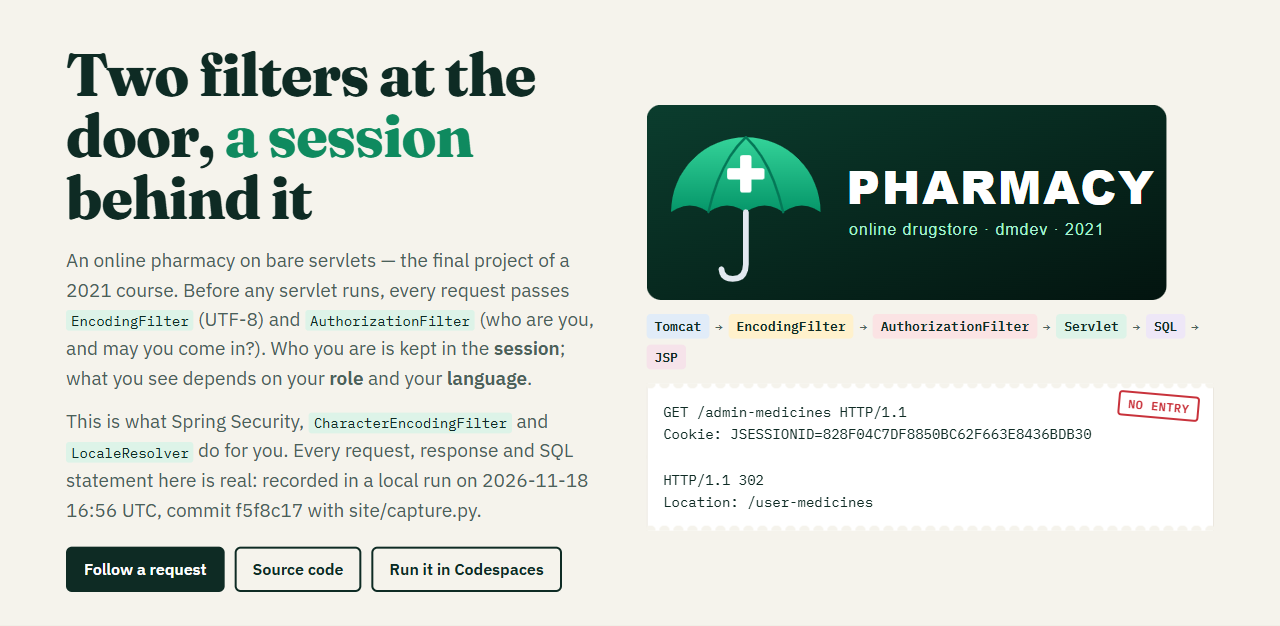 Two filters at the
door, a session
behind it
An online pharmacy on bare servlets — the final project of a
2021 course. Before any servlet runs, every request passes
EncodingFilter (UTF-8) and AuthorizationFilter (who are you,
and may you come in?). Who you are is kept in the session;
what you see depends on your role and your language.
This is what Spring Security, CharacterEncodingFilter and
LocaleResolver do for you. Every request, response and SQL
statement here is real: recorded in a local run on 2026-11-18
16:56 UTC, commit f5f8c17 with site/capture.py.
Follow a request
Source code
Run it in Codespaces
PHARMACY
online drugstore · dmdev · 2021
Tomcat → EncodingFilter → AuthorizationFilter → Servlet → SQL →
JSP
NO ENTRY
GET /admin-medicines HTTP/1.1
Cookie: JSESSIONID=828F04C7DF8850BC62F663E8436BDB30
HTTP/1.1 302
Location: /user-medicines